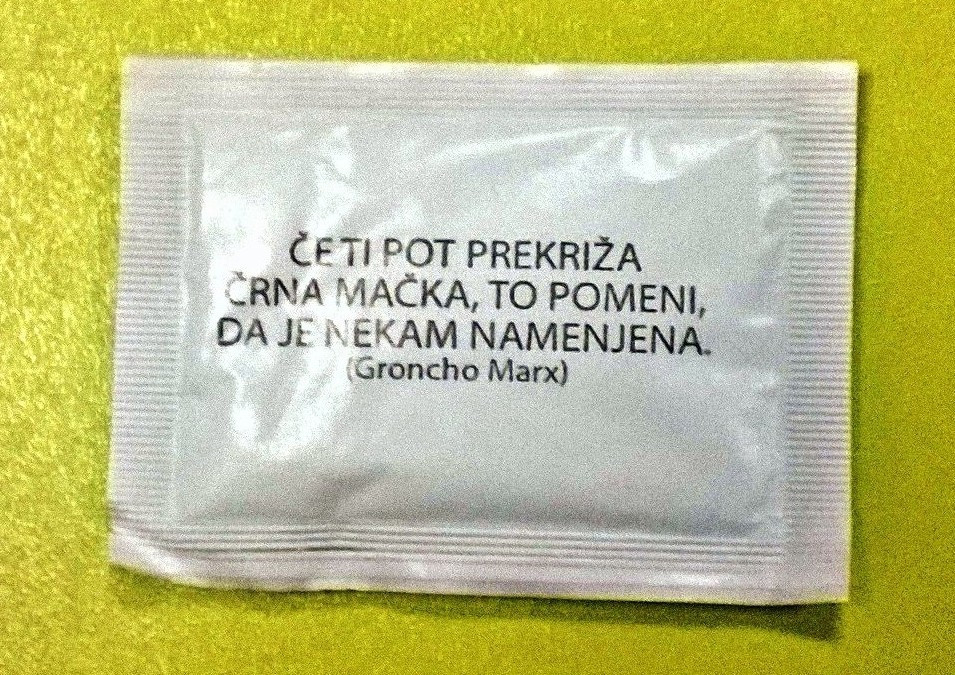 ČE TI POT PREKRIŽA
ČRNA MAČKA, TO POMENI,
DA JE NEKAM NAMENJENA.
(Groncho Marx)